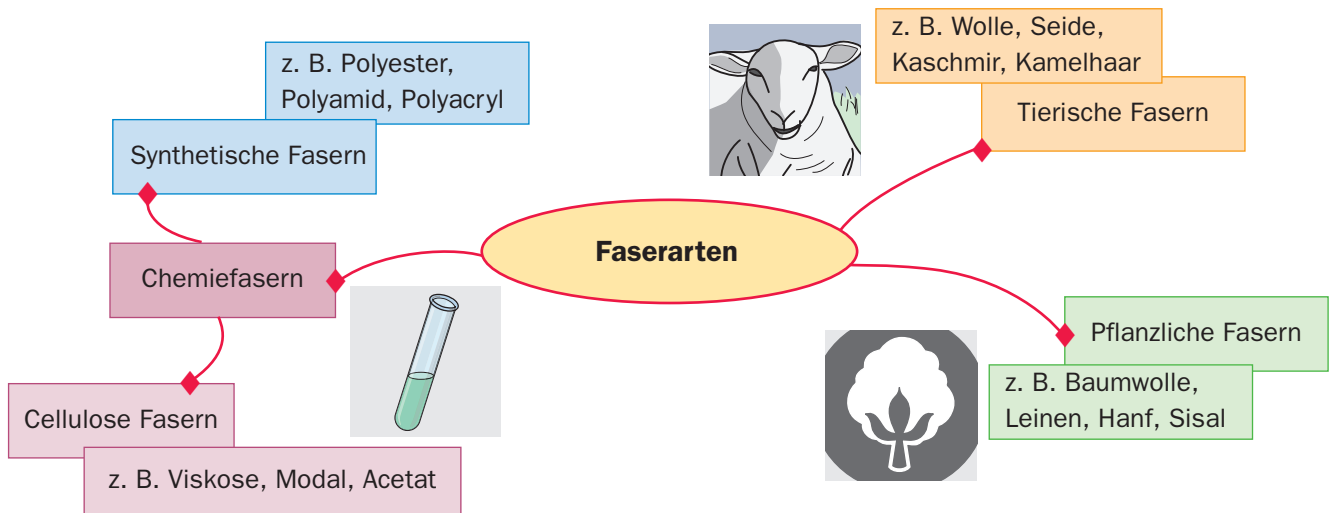 z. B. Polyester,
Polyamid, Polyacryl
Synthetische Fasern
Chemiefasern
Cellulose Fasern
z. B. Viskose, Modal, Acetat
Faserarten
z. B. Wolle, Seide,
Kaschmir, Kamelhaar
Tierische Fasern
Pflanzliche Fasern
z. B. Baumwolle,
Leinen, Hanf, Sisal